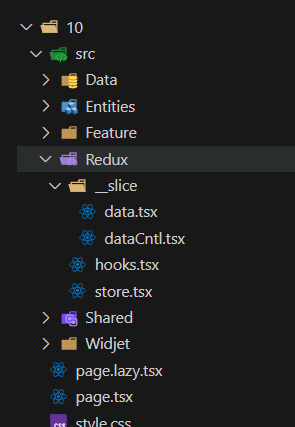 10
src
Data
Entities
Feature
Redux
__slice
data.tsx
dataCntl.tsx
hooks.tsx
store.tsx
Shared
Widjet
page.lazy.tsx
page.tsx
CSS
style.css